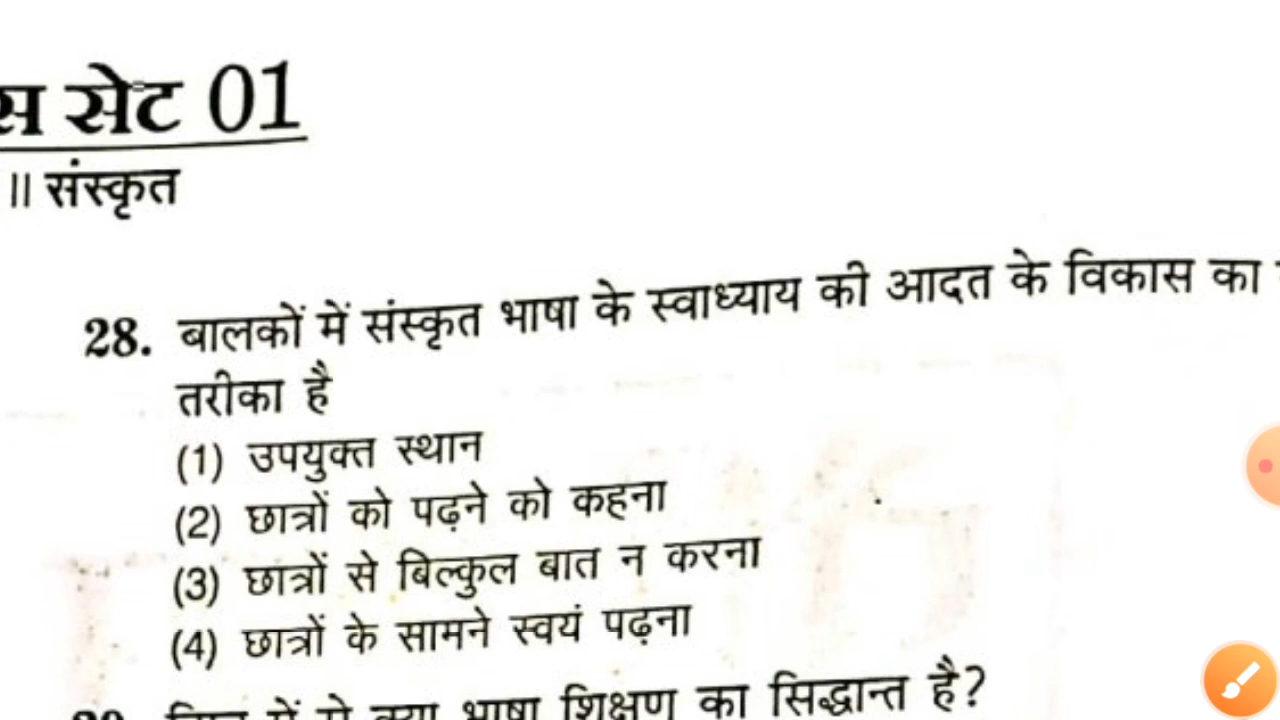 सेट 01
॥ संस्कृत
28. बालकों में संस्कृत भाषा के स्वाध्याय की आदत के विकास का
तरीका है
(1) उपयुक्त स्थान
(2) छात्रों को पढ़ने को कहना
(3) छात्रों से बिल्कुल बात न करना
(4) छात्रों के सामने स्वयं पढ़ना
में से क्या भाषा शिक्षण का सिद्धान्त है?